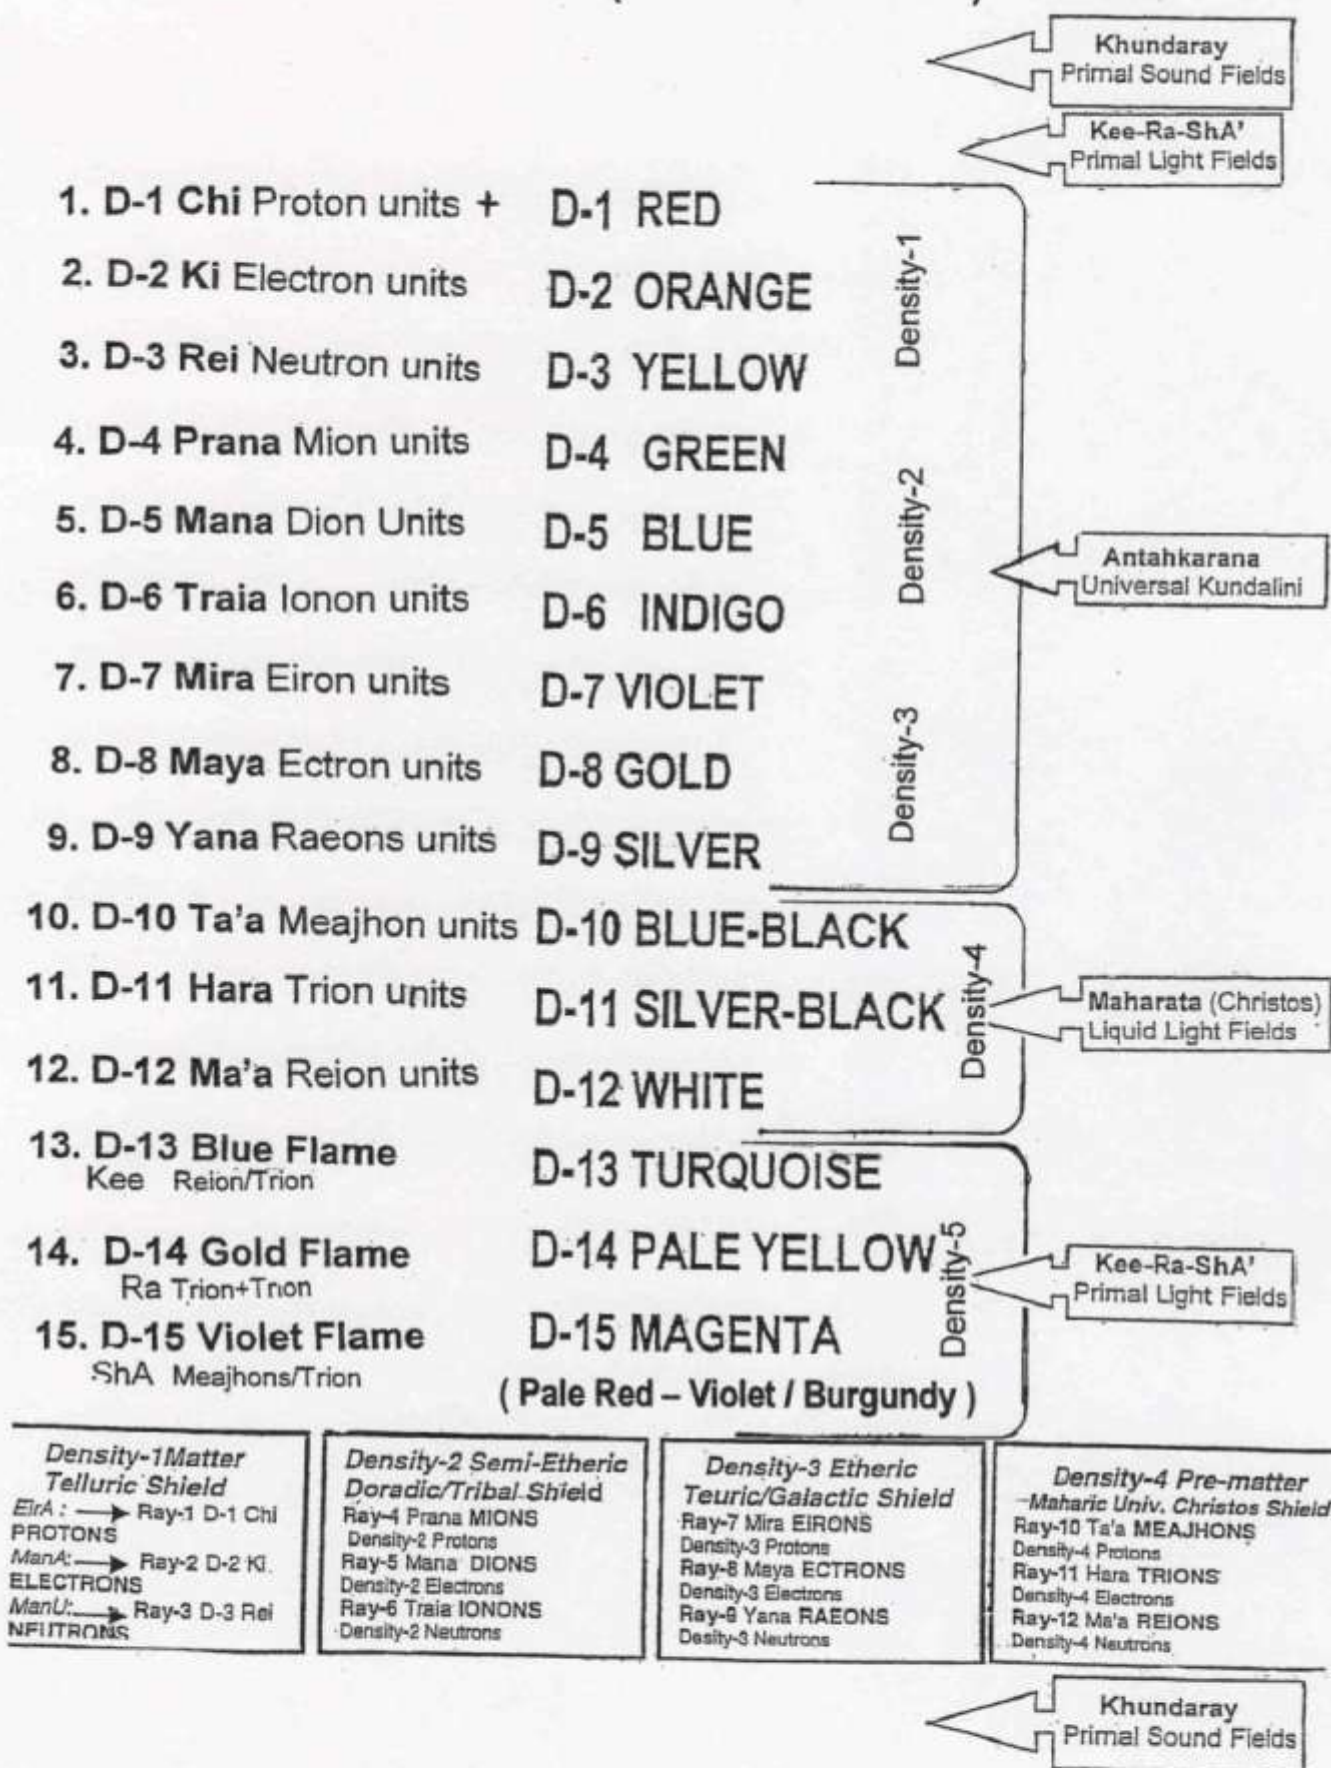 Khundaray
Primal Sound Fields
Kee-Ra-ShA'
Primal Light Fields
1. D-1 Chi Proton units + D-1 RED
2. D-2 Ki Electron units D-2 ORANGE
3. D-3 Rei Neutron units D-3 YELLOW
Density-1
4. D-4 Prana Mion units D-4 GREEN
5. D-5 Mana Dion Units D-5 BLUE
6. D-6 Traia Ionon units D-6 INDIGO
Density-2
Antahkarana
Universal Kundalini
7. D-7 Mira Eiron units D-7 VIOLET
8. D-8 Maya Ectron units D-8 GOLD
9. D-9 Yana Raeons units D-9 SILVER
Density-3
10. D-10 Ta'a Meajhon units D-10 BLUE-BLACK
11. D-11 Hara Trion units D-11 SILVER-BLACK
12. D-12 Ma'a Reion units D-12 WHITE
Density-4
Maharata (Christos)
Liquid Light Fields
13. D-13 Blue Flame D-13 TURQUOISE
Kee Reion/Trion
14. D-14 Gold Flame D-14 PALE YELLOW
Ra Trion+Tnon
15. D-15 Violet Flame D-15 MAGENTA
ShA Meajhons/Trion
( Pale Red – Violet / Burgundy )
Density-5
Kee-Ra-ShA'
Primal Light Fields
Density-1Matter
Telluric Shield
EirA : Ray-1 D-1 Chi
PROTONS
ManA: Ray-2 D-2 Ki.
ELECTRONS
ManU: Ray-3 D-3 Rei
NEUTRONS
Density-2 Semi-Etheric
Doradic/Tribal Shield
Ray-4 Prana MIONS
Density-2 Protons
Ray-5 Mana DIONS
Density-2 Electrons
Ray-6 Traia IONONS
Density-2 Neutrons
Density-3 Etheric
Teuric/Galactic Shield
Ray-7 Mira EIRONS
Density-3 Protons
Ray-8 Maya ECTRONS
Density-3 Electrons
Ray-9 Yana RAEONS
Desity-3 Neutrons
Density-4 Pre-matter
Maharic Univ. Christos Shield
Ray-10 Ta'a MEAJHONS
Density-4 Protons
Ray-11 Hara TRIONS
Density-4 Electrons
Ray-12 Ma'a REIONS
Density-4 Neutrons
Khundaray
Primal Sound Fields